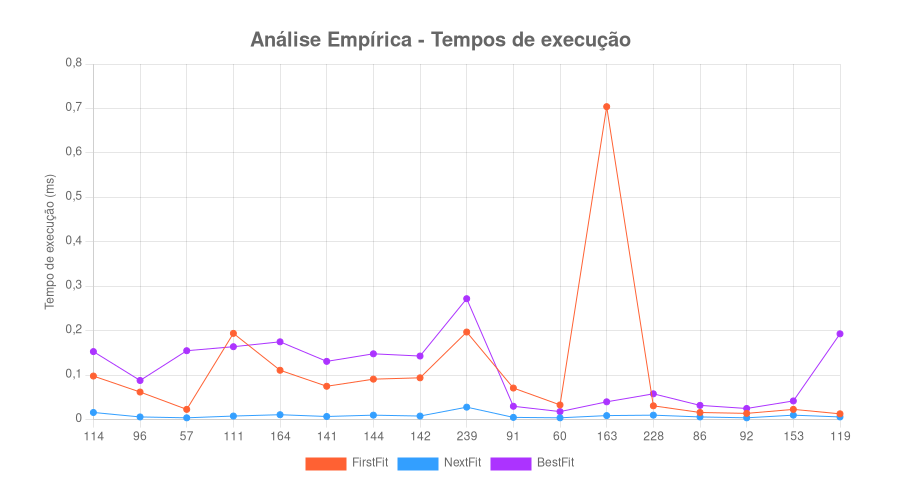 Análise Empírica - Tempos de execução
0,8
0,7
0,6
0,5
0,4
0,3
0,2
0,1
0
Tempo de execução (ms)
114 96 57 111 164 141 144 142 239 91 60 163 228 86 92 153 119
FirstFit NextFit BestFit